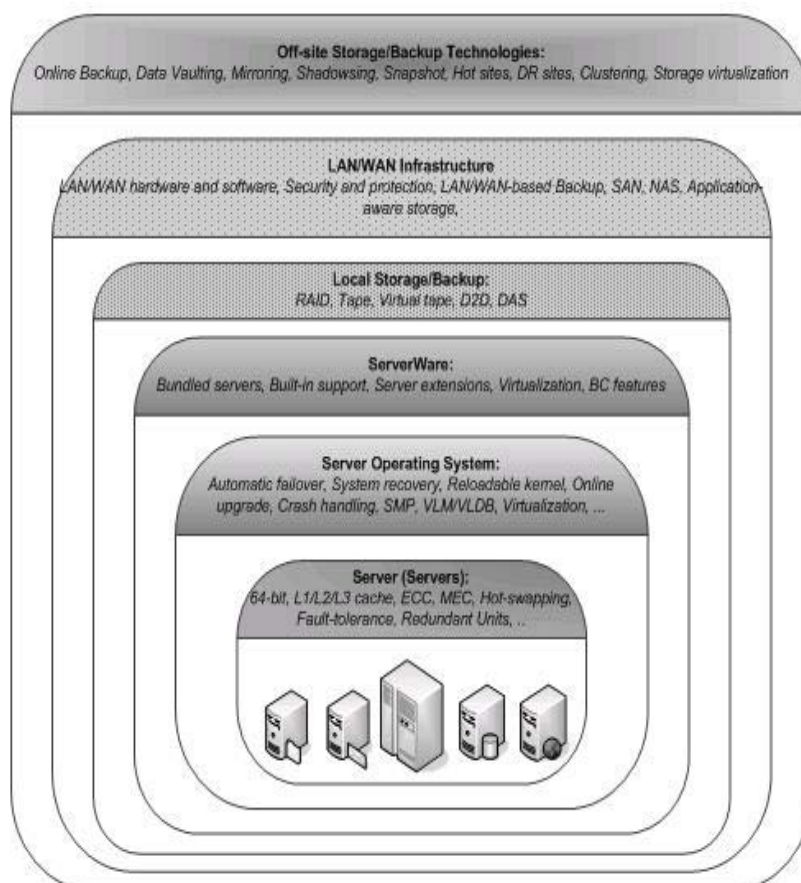 Off-site Storage/Backup Technologies:
Online Backup, Data Vaulting, Mirroring, Shadowsing, Snapshot, Hot sites, DR sites, Clustering, Storage virtualization
LAN/WAN Infrastructure
LAN/WAN hardware and software, Security and protection, LAN/WAN-based Backup, SAN, NAS, Application-
aware storage,
Local Storage/Backup:
RAID, Tape, Virtual tape, D2D, DAS
ServerWare:
Bundled servers, Built-in support, Server extensions, Virtualization, BC features
Server Operating System:
Automatic failover, System recovery, Reloadable kernel, Online
upgrade, Crash handling, SMP, VLM/VLDB, Virtualization, ...
Server (Servers):
64-bit, L1/L2/L3 cache, ECC, MEC, Hot-swapping,
Fault-tolerance, Redundant Units, ..